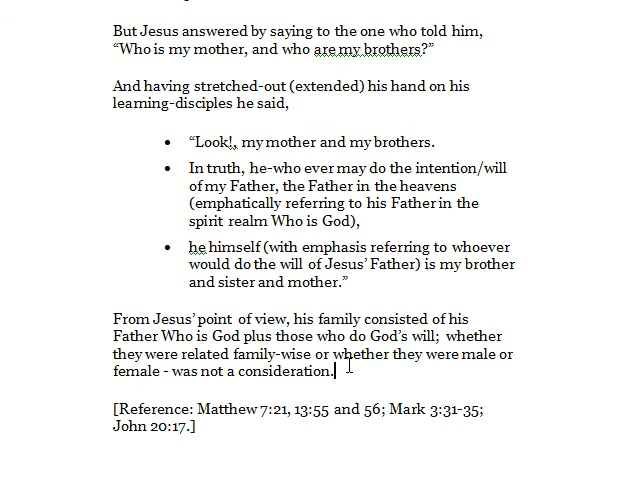 But Jesus answered by saying to the one who told him,
“Who is my mother, and who are my brothers?”
And having stretched-out (extended) his hand on his
learning-disciples he said,
• “Look!, my mother and my brothers.
• In truth, he-who ever may do the intention/will
of my Father, the Father in the heavens
(emphatically referring to his Father in the
spirit realm Who is God),
• he himself (with emphasis referring to whoever
would do the will of Jesus’ Father) is my brother
and sister and mother.”
From Jesus’ point of view, his family consisted of his
Father Who is God plus those who do God’s will; whether
they were related family-wise or whether they were male or
female - was not a consideration.
[Reference: Matthew 7:21, 13:55 and 56; Mark 3:31-35;
John 20:17.]